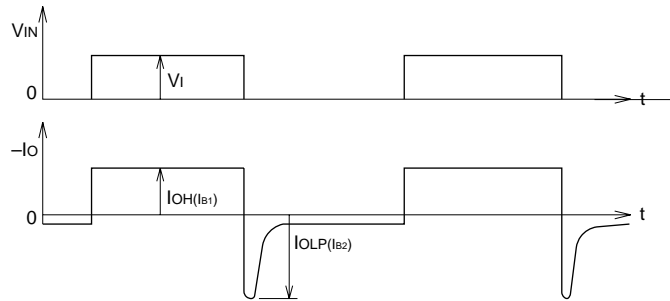 VIN
VI
0
t
–IO
IOH(IB1)
0
t
IOLP(IB2)